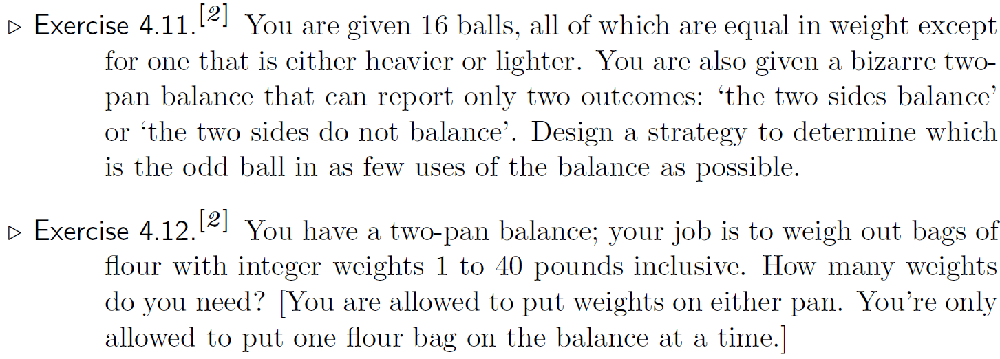 ▷ Exercise 4.11.[2] You are given 16 balls, all of which are equal in weight except
for one that is either heavier or lighter. You are also given a bizarre two-
pan balance that can report only two outcomes: ‘the two sides balance’
or ‘the two sides do not balance’. Design a strategy to determine which
is the odd ball in as few uses of the balance as possible.
▷ Exercise 4.12.[2] You have a two-pan balance; your job is to weigh out bags of
flour with integer weights 1 to 40 pounds inclusive. How many weights
do you need? [You are allowed to put weights on either pan. You’re only
allowed to put one flour bag on the balance at a time.]